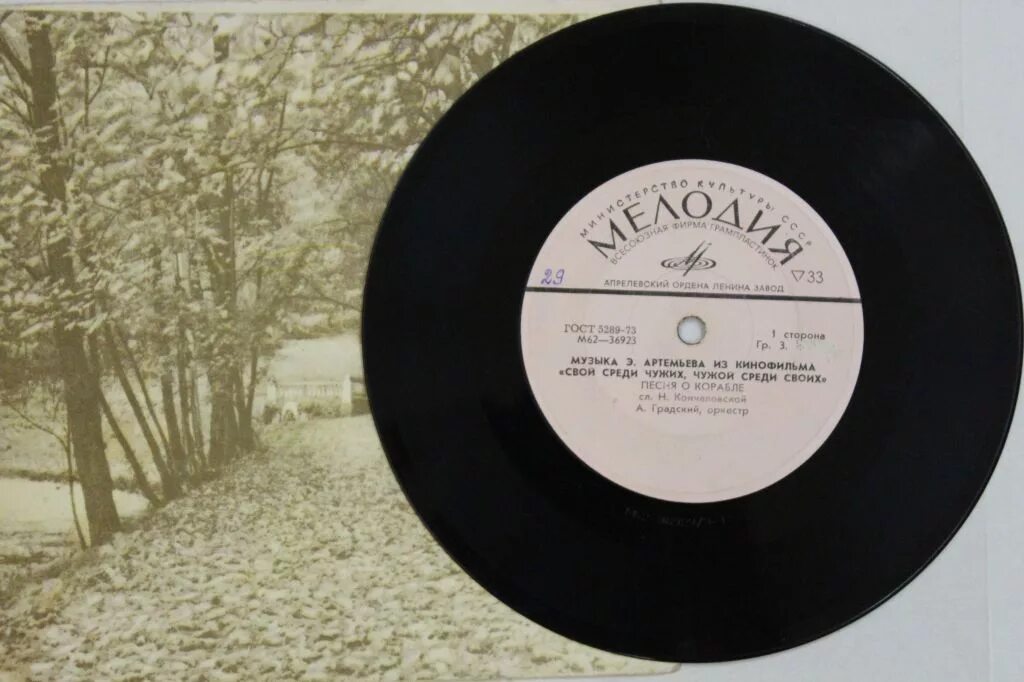 МИНИСТЕРСТВО КУЛЬТУРЫ СССР
МЕЛОДИЯ
ВСЕСОЮЗНАЯ ФИРМА ГРАМПЛАСТИНОК
▽33
29
АПРЕЛЕВСКИЙ ОРДЕНА ЛЕНИНА ЗАВОД
ГОСТ 5289-73
М62—36923
1 сторона
Гр. 3.
МУЗЫКА Э. АРТЕМЬЕВА ИЗ КИНОФИЛЬМА
«СВОЙ СРЕДИ ЧУЖИХ, ЧУЖОЙ СРЕДИ СВОИХ»
ПЕСНЯ О КОРАБЛЕ
сл. Н. Кончаловской
А. Градский, оркестр